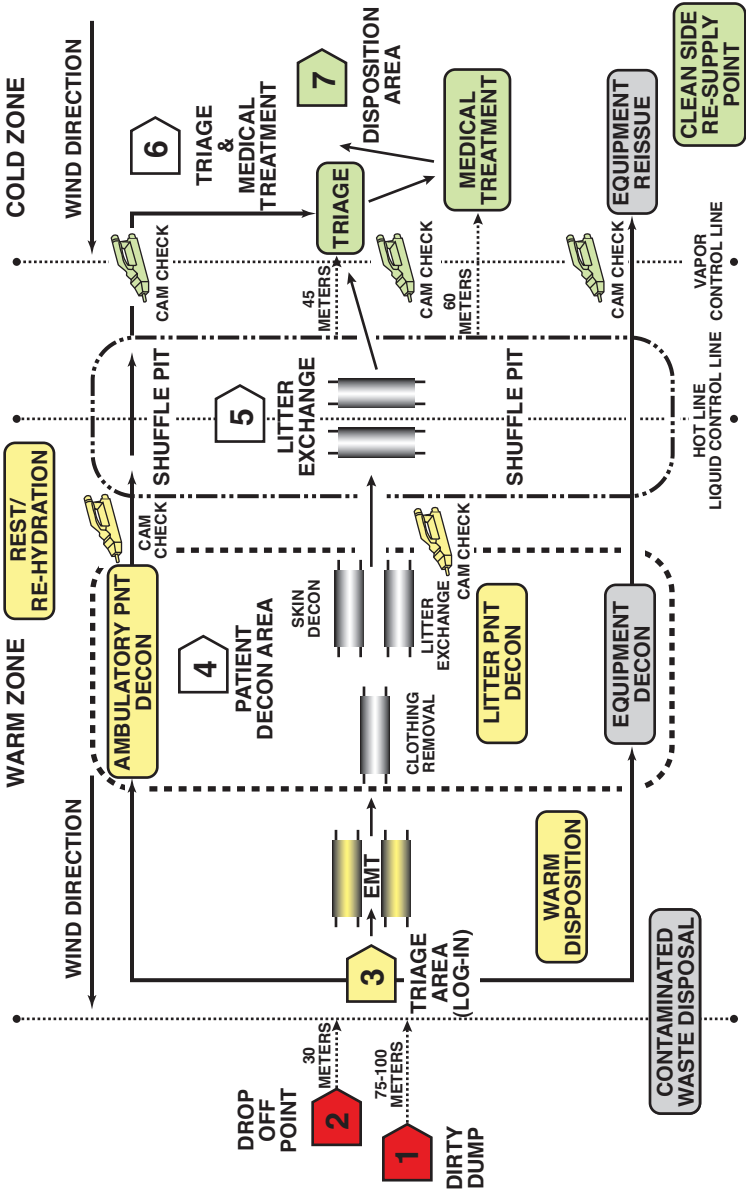 WARM ZONE
COLD ZONE
WIND DIRECTION
WIND DIRECTION
REST/
RE-HYDRATION
DROP
OFF
POINT
2
30
METERS
1
DIRTY
DUMP
75-100
METERS
3
TRIAGE
AREA
(LOG-IN)
EMT
WARM
DISPOSITION
CONTAMINATED
WASTE DISPOSAL
AMBULATORY PNT
DECON
4
PATIENT
DECON AREA
CLOTHING
REMOVAL
SKIN
DECON
LITTER
EXCHANGE
LITTER PNT
DECON
EQUIPMENT
DECON
CAM
CHECK
CAM CHECK
SHUFFLE PIT
5
LITTER
EXCHANGE
SHUFFLE PIT
HOT LINE
LIQUID CONTROL LINE
CAM CHECK
45
METERS
CAM CHECK
60
METERS
CAM CHECK
VAPOR
CONTROL LINE
6
TRIAGE
&
MEDICAL
TREATMENT
TRIAGE
7
DISPOSITION
AREA
MEDICAL
TREATMENT
EQUIPMENT
REISSUE
CLEAN SIDE
RE-SUPPLY
POINT